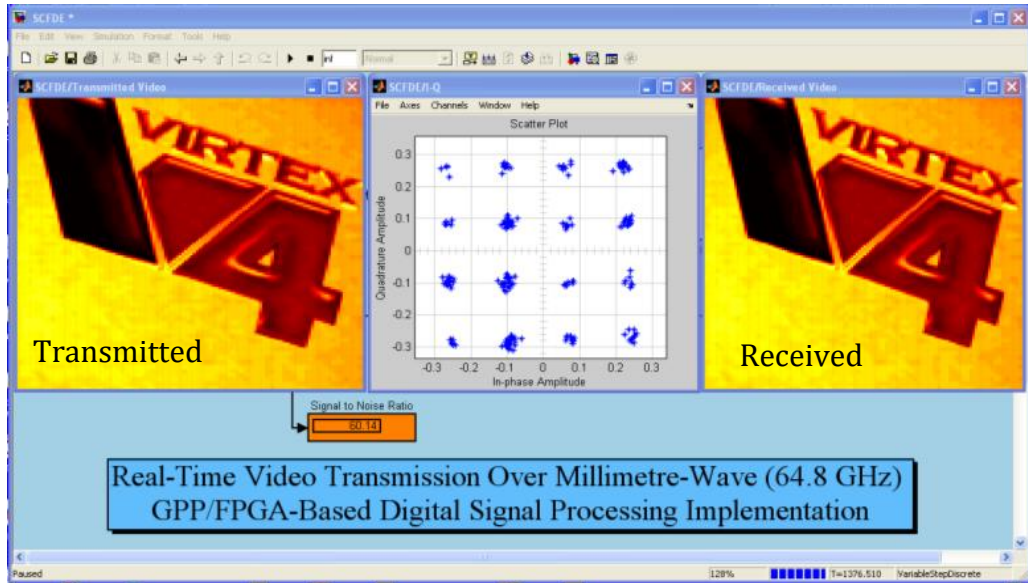 SCFDE *
File Edit View Simulation Format Tools Help
inf
Normal
SCFDE/Transmitted Video
SCFDE/I-Q
SCFDE/Received Video
File Axes Channels Window Help
Scatter Plot
VIRTEX
4
Transmitted
Quadrature Amplitude
0.3
0.2
0.1
0
-0.1
-0.2
-0.3
-0.3 -0.2 -0.1 0 0.1 0.2 0.3
In-phase Amplitude
VIRTEX
4
Received
Signal to Noise Ratio
60.14
Real-Time Video Transmission Over Millimetre-Wave (64.8 GHz)
GPP/FPGA-Based Digital Signal Processing Implementation
Paused
128%
T=1376.510
VariableStepDiscrete